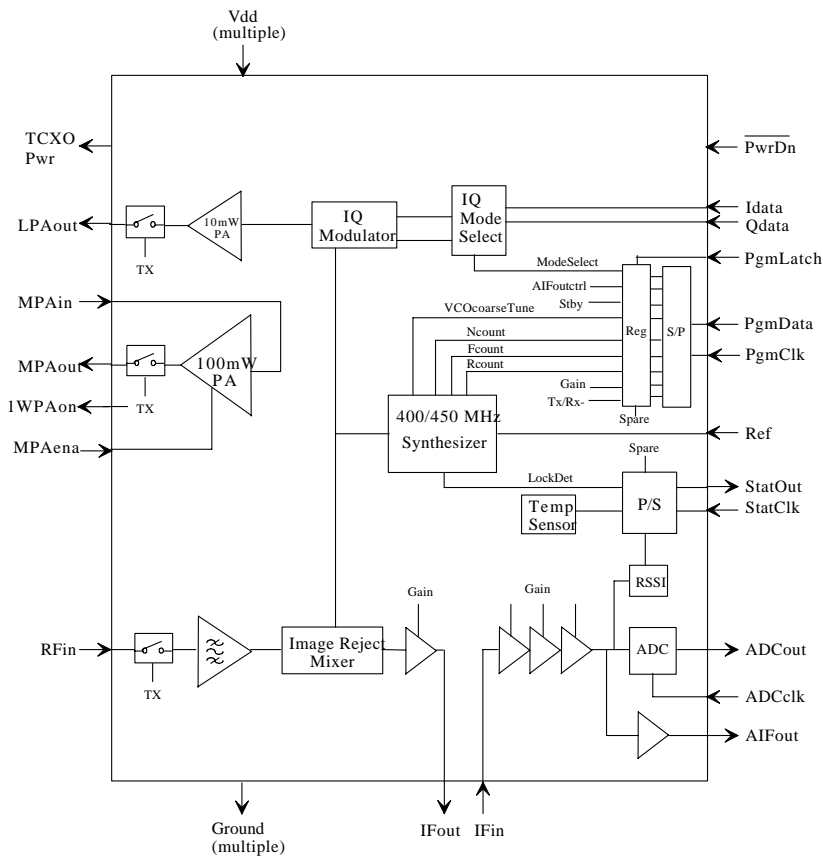 Vdd
(multiple)
TCXO
Pwr
PwrDn
LPAout
TX
10mW
PA
IQ
Modulator
IQ
Mode
Select
Idata
Qdata
ModeSelect
PgmLatch
AIFoutctrl
Stby
MPAin
VCOcoarseTune
Reg
S/P
PgmData
Ncount
Fcount
Rcount
PgmClk
MPAout
TX
100mW
PA
1WPAon
Gain
Tx/Rx-
Spare
MPAena
400/450 MHz
Synthesizer
Ref
Spare
LockDet
P/S
StatOut
StatClk
Temp
Sensor
RSSI
Gain
Gain
RFin
TX
Image Reject
Mixer
ADC
ADCout
ADCclk
AIFout
Ground
(multiple)
IFout
IFin